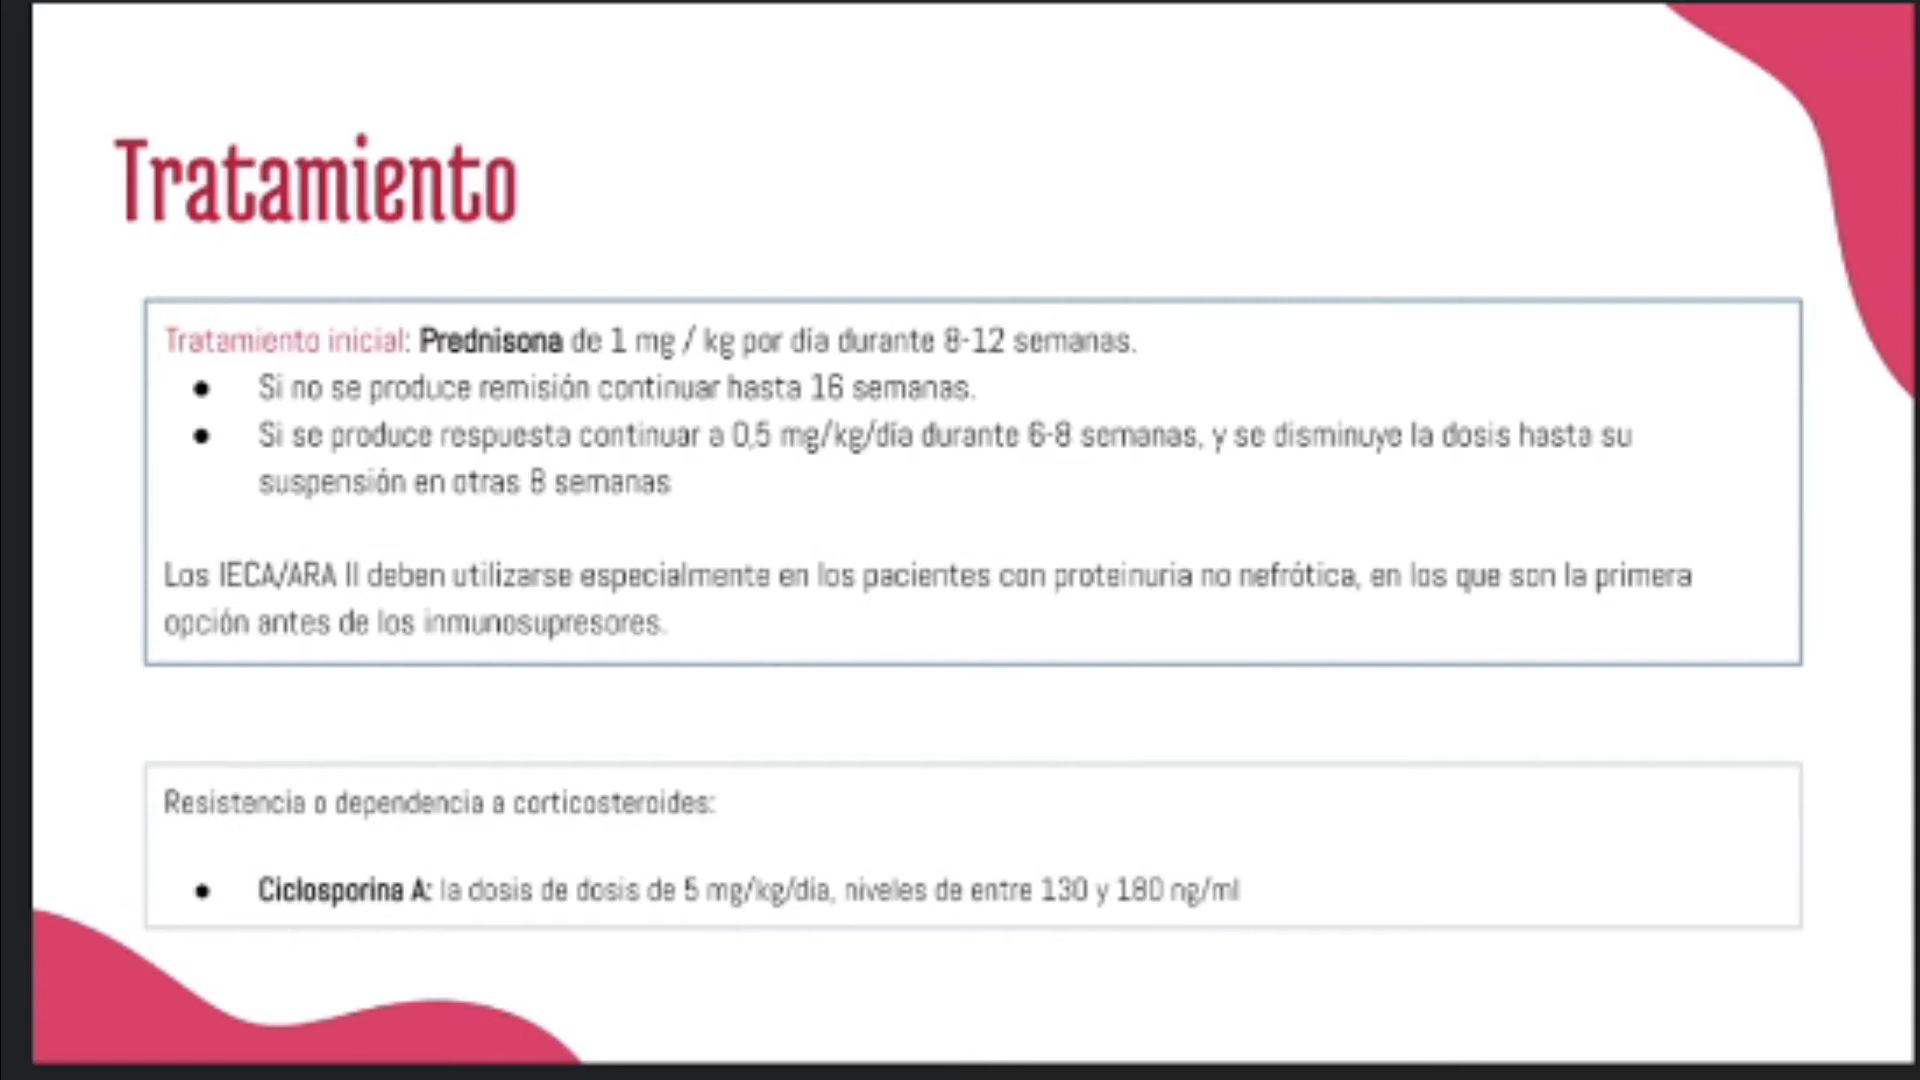 Tratamiento
Tratamiento inicial: Prednisona de 1 mg / kg por día durante 8-12 semanas.
● Si no se produce remisión continuar hasta 16 semanas.
● Si se produce respuesta continuar a 0,5 mg/kg/día durante 6-8 semanas, y se disminuye la dosis hasta su
suspensión en otras 8 semanas
Los IECA/ARA II deben utilizarse especialmente en los pacientes con proteinuria no nefrótica, en los que son la primera
opción antes de los inmunosupresores.
Resistencia o dependencia a corticosteroides:
● Ciclosporina A: la dosis de dosis de 5 mg/kg/día, niveles de entre 130 y 180 ng/ml